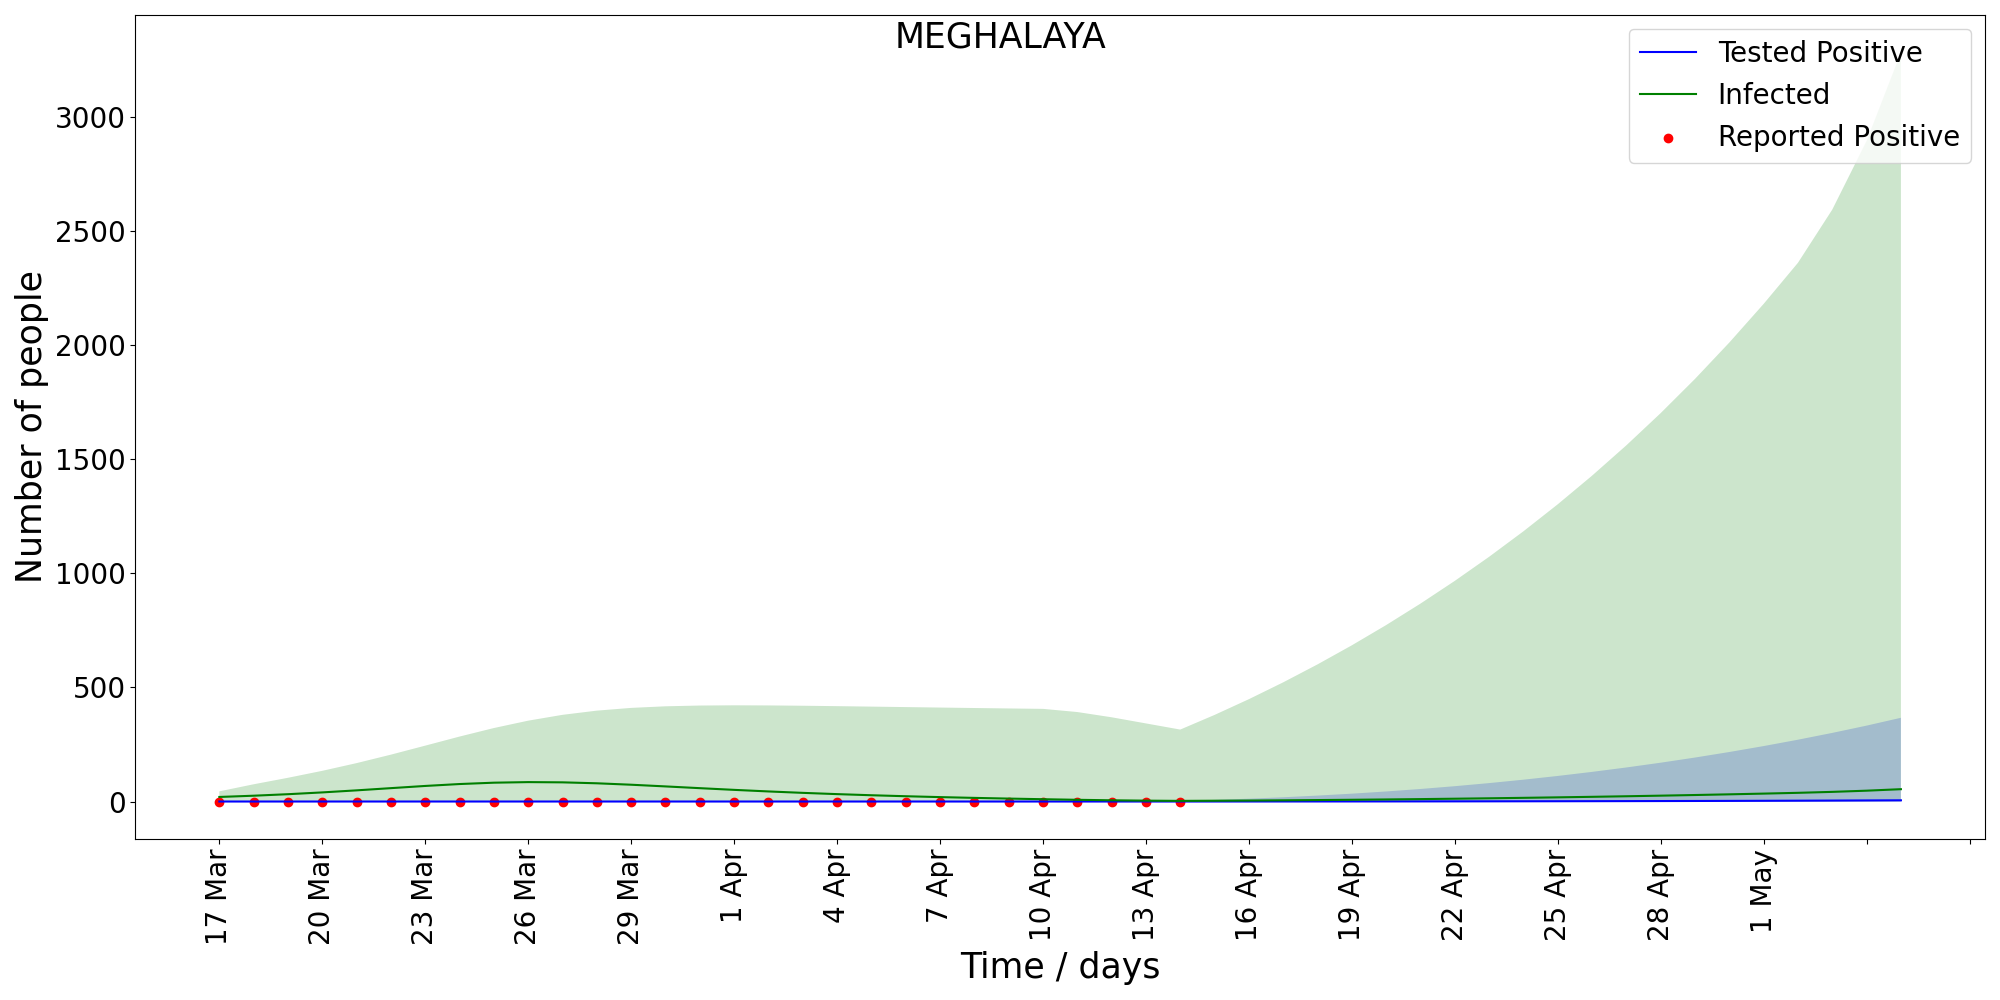 MEGHALAYA
Tested Positive
Infected
Reported Positive
Number of people
3000
2500
2000
1500
1000
500
0
17 Mar
20 Mar
23 Mar
26 Mar
29 Mar
1 Apr
4 Apr
7 Apr
10 Apr
13 Apr
16 Apr
19 Apr
22 Apr
25 Apr
28 Apr
1 May
Time / days